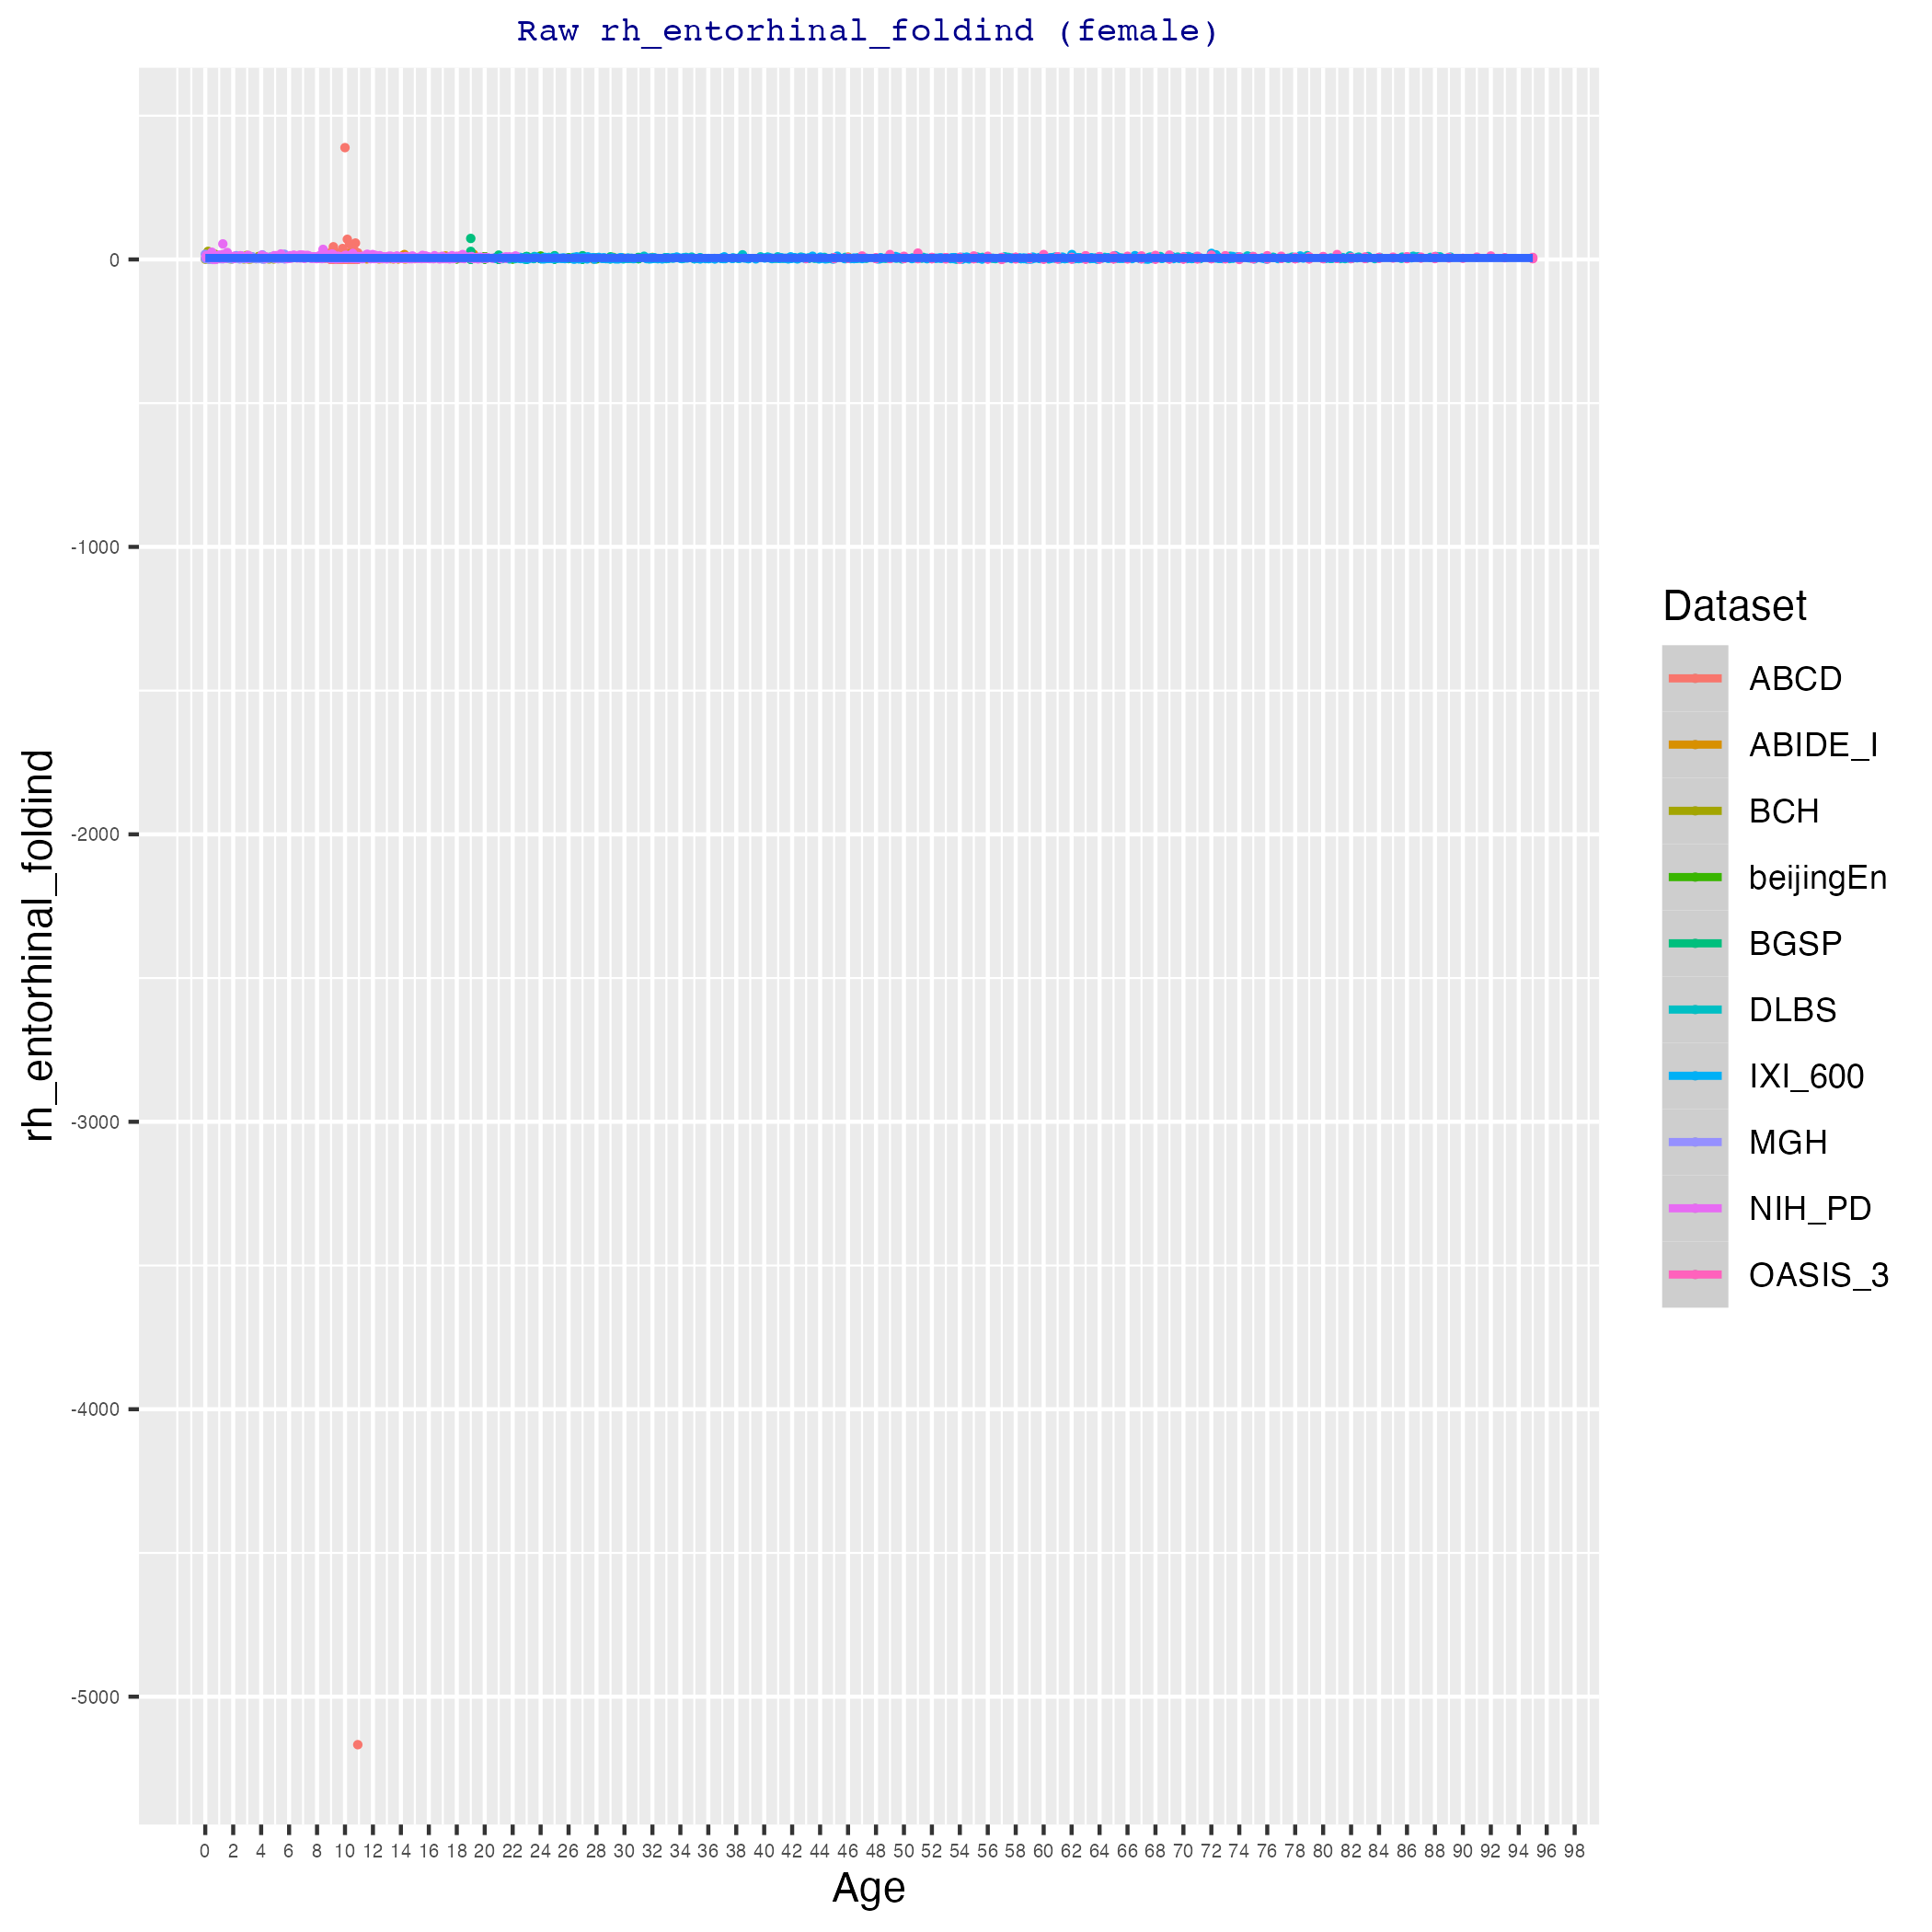 Raw rh_entorhinal_foldind (female)
rh_entorhinal_foldind
0
-1000
-2000
-3000
-4000
-5000
0 2 4 6 8 10 12 14 16 18 20 22 24 26 28 30 32 34 36 38 40 42 44 46 48 50 52 54 56 58 60 62 64 66 68 70 72 74 76 78 80 82 84 86 88 90 92 94 96 98
Age
Dataset
ABCD
ABIDE_I
BCH
beijingEn
BGSP
DLBS
IXI_600
MGH
NIH_PD
OASIS_3